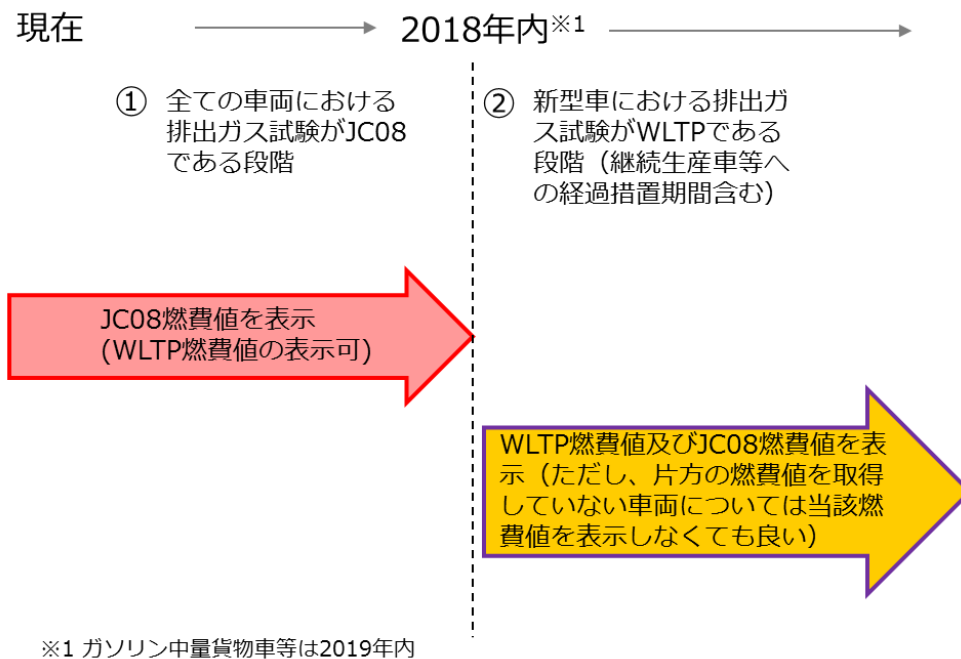 現在
2018年内※1
① 全ての車両における
排出ガス試験がJC08
である段階
② 新型車における排出ガ
ス試験がWLTPである
段階（継続生産車等へ
の経過措置期間含む）
JC08燃費値を表示
(WLTP燃費値の表示可)
WLTP燃費値及びJC08燃費値を表
示（ただし、片方の燃費値を取得
していない車両については当該燃
費値を表示しなくても良い）
※1 ガソリン中量貨物車等は2019年内